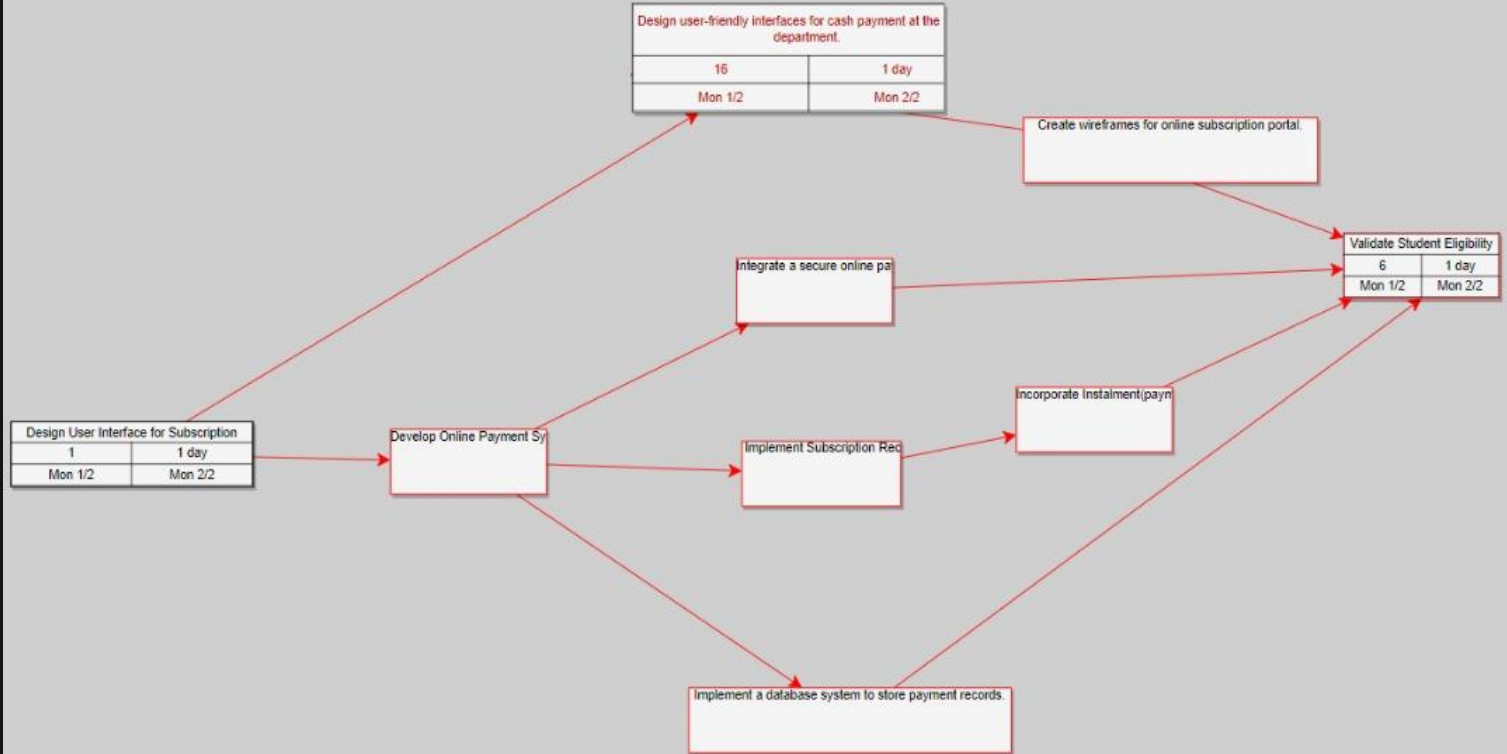 Design user-friendly interfaces for cash payment at the
department.
16 1 day
Mon 1/2 Mon 2/2
Create wireframes for online subscription portal.
Validate Student Eligibility
6 1 day
Mon 1/2 Mon 2/2
Integrate a secure online pa
Incorporate Instalment(paym
Design User Interface for Subscription
1 1 day
Mon 1/2 Mon 2/2
Develop Online Payment Sy
Implement Subscription Rec
Implement a database system to store payment records.